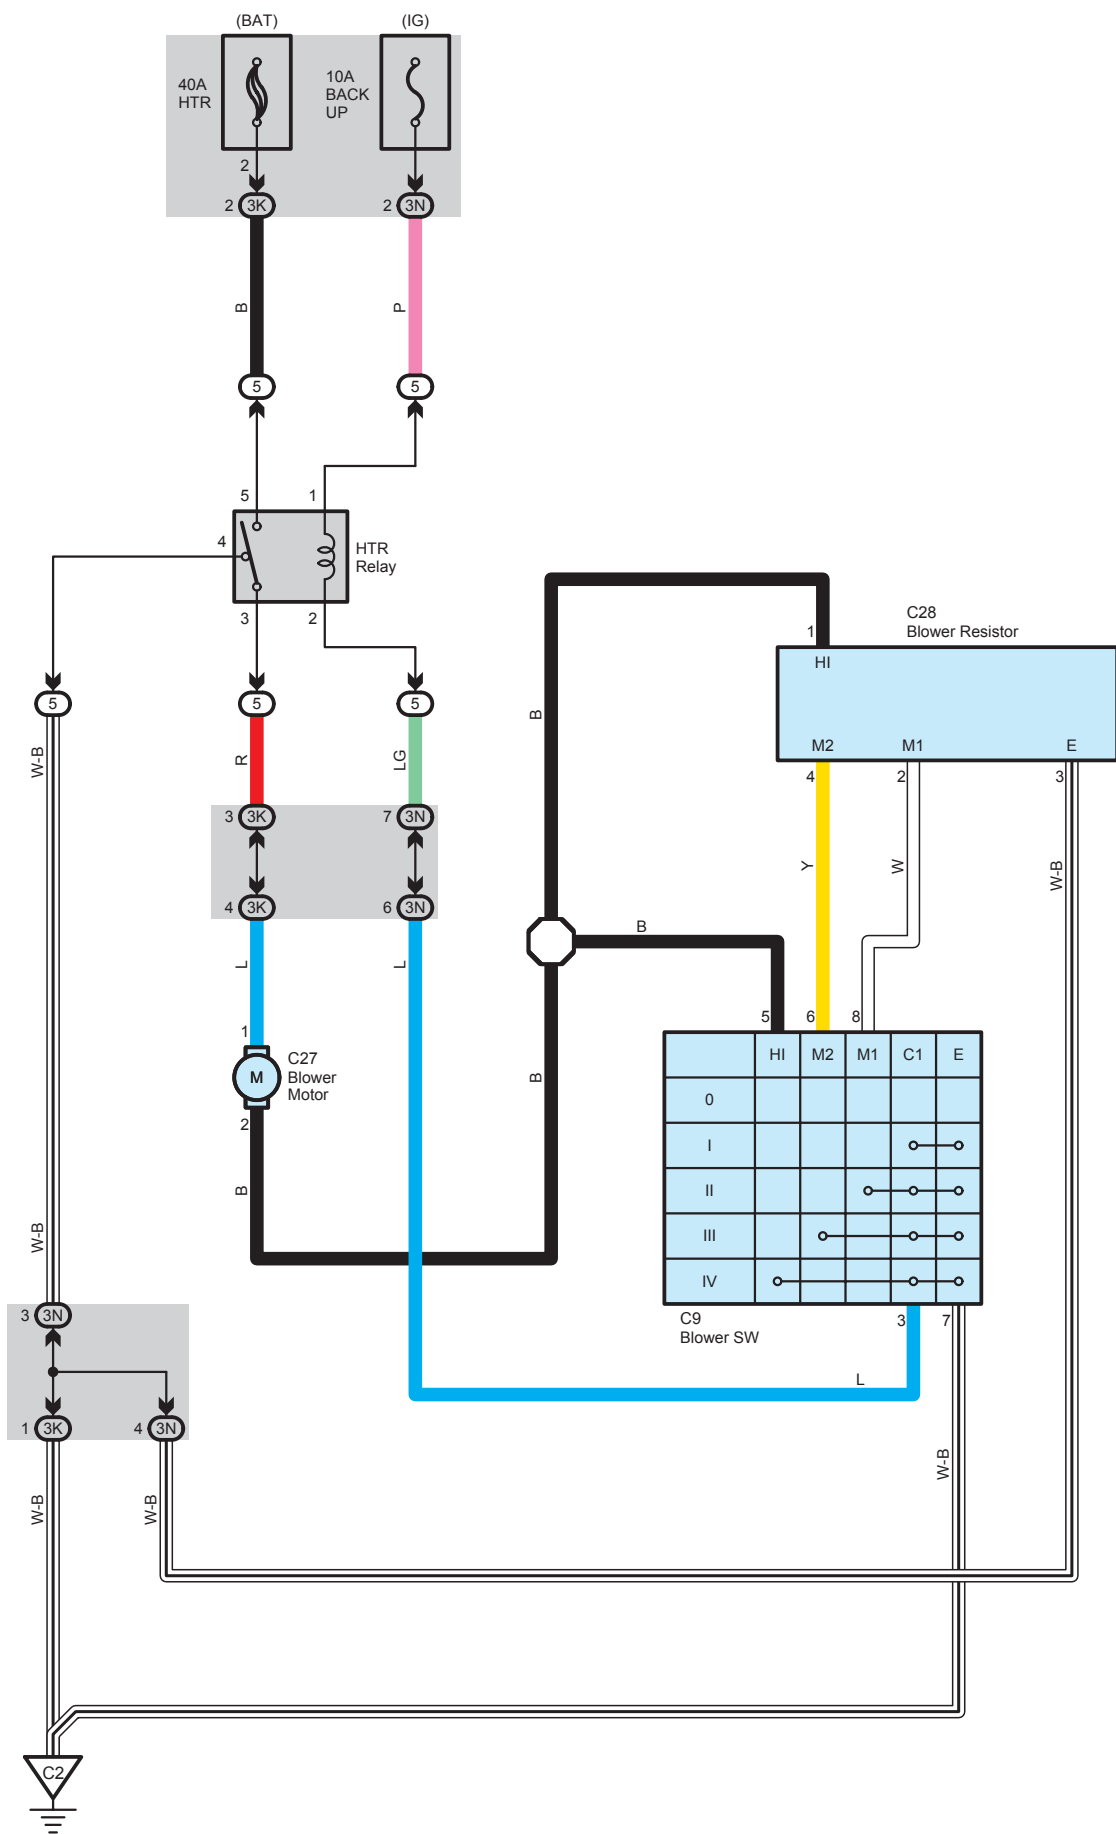 (BAT)
(IG)
40A
HTR
10A
BACK
UP
2
2
3K
2
3N
B
P
5
5
5
1
4
HTR
Relay
3
2
C28
Blower Resistor
1
HI
M2
M1
E
4
2
3
5
5
5
W-B
R
LG
B
3
3K
7
3N
Y
W
W-B
4
3K
6
3N
B
L
L
5
6
8
1
HI
M2
M1
C1
E
M
C27
Blower
Motor
B
0
2
I
B
II
W-B
III
IV
C9
Blower SW
3
7
3
3N
L
1
3K
4
3N
W-B
W-B
W-B
C2